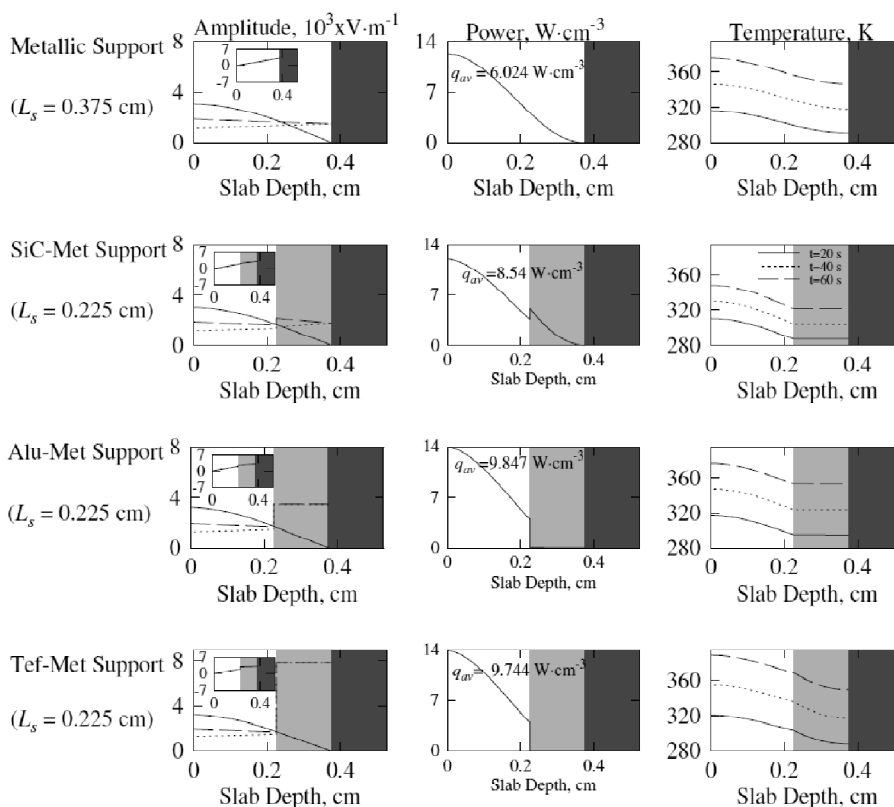 Amplitude, 10³xV·m⁻¹ Power, W·cm⁻³ Temperature, K
Metallic Support
(Lₛ = 0.375 cm)
8
4
0
7
0
-7
0 0.4
0 0.2 0.4
Slab Depth, cm
14
7
0
q_av = 6.024 W·cm⁻³
0 0.2 0.4
Slab Depth, cm
360
320
280
0 0.2 0.4
Slab Depth, cm
SiC-Met Support
(Lₛ = 0.225 cm)
8
4
0
7
0
-7
0 0.4
0 0.2 0.4
Slab Depth, cm
14
7
0
q_av =8.54 W·cm⁻³
0 0.2 0.4
Slab Depth, cm
360
320
280
t=20 s
t=40 s
t=60 s
0 0.2 0.4
Slab Depth, cm
Alu-Met Support
(Lₛ = 0.225 cm)
8
4
0
7
0
-7
0 0.4
0 0.2 0.4
Slab Depth, cm
14
7
0
q_av =9.847 W·cm⁻³
0 0.2 0.4
Slab Depth, cm
360
320
280
0 0.2 0.4
Slab Depth, cm
Tef-Met Support
(Lₛ = 0.225 cm)
8
4
0
7
0
-7
0 0.4
0 0.2 0.4
Slab Depth, cm
14
7
0
q_av = 9.744 W·cm⁻³
0 0.2 0.4
Slab Depth, cm
360
320
280
0 0.2 0.4
Slab Depth, cm